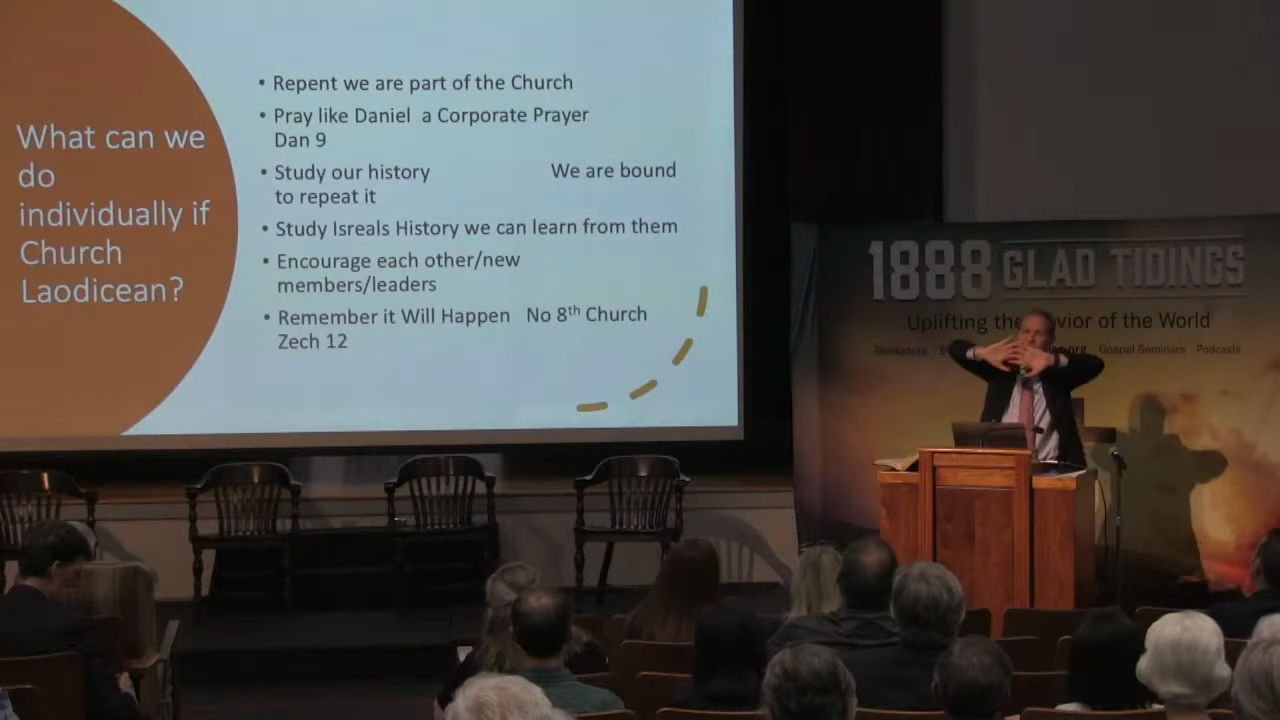 What can we
do
individually if
Church
Laodicean?
• Repent we are part of the Church
• Pray like Daniel a Corporate Prayer
Dan 9
• Study our history We are bound
to repeat it
• Study Isreals History we can learn from them
• Encourage each other/new
members/leaders
• Remember it Will Happen No 8th Church
Zech 12
1888 GLAD TIDINGS
Uplifting the vior of the World
Gospel Seminars Podcasts